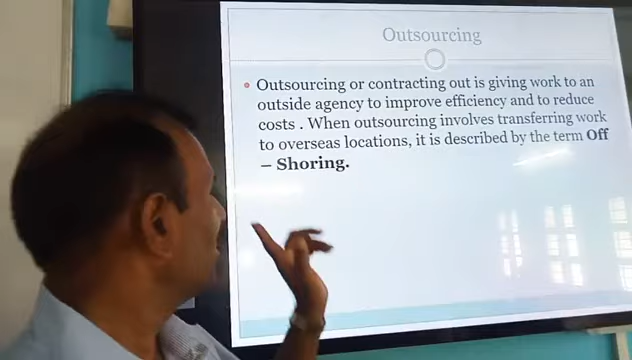 Outsourcing
• Outsourcing or contracting out is giving work to an
outside agency to improve efficiency and to reduce
costs . When outsourcing involves transferring work
to overseas locations, it is described by the term Off
– Shoring.